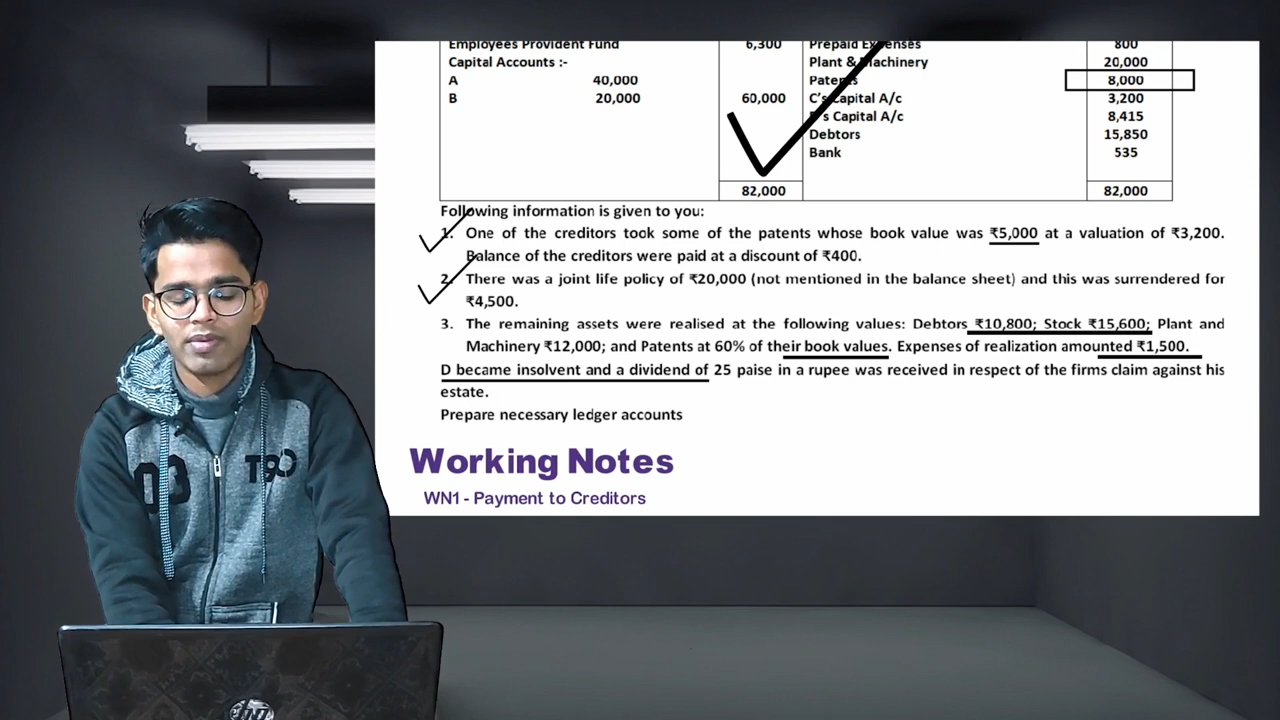 Employees Provident Fund 6,300 Prepaid Expenses 800
Capital Accounts :- Plant & Machinery 20,000
A 40,000 Patents 8,000
B 20,000 60,000 C's Capital A/c 3,200
's Capital A/c 8,415
Debtors 15,850
Bank 535
82,000 82,000
Following information is given to you:
1. One of the creditors took some of the patents whose book value was ₹5,000 at a valuation of ₹3,200.
Balance of the creditors were paid at a discount of ₹400.
2. There was a joint life policy of ₹20,000 (not mentioned in the balance sheet) and this was surrendered for
₹4,500.
3. The remaining assets were realised at the following values: Debtors ₹10,800; Stock ₹15,600; Plant and
Machinery ₹12,000; and Patents at 60% of their book values. Expenses of realization amounted ₹1,500.
D became insolvent and a dividend of 25 paise in a rupee was received in respect of the firms claim against his
estate.
Prepare necessary ledger accounts
Working Notes
WN1 - Payment to Creditors
03 T90
hp